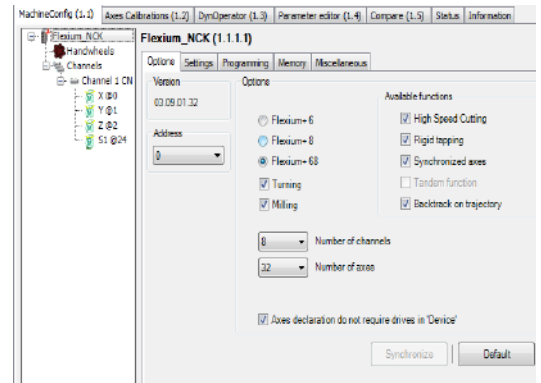 MachineConfig (1.1) Axes Calibrations (1.2) DynOperator (1.3) Parameter editor (1.4) Compare (1.5) Status Information
Flexium_NCK
Handwheels
Channels
Channel 1 CN
X @0
Y @1
Z @2
S1 @24
Flexium_NCK (1.1.1.1)
Options Settings Programming Memory Miscellaneous
Version
03.09.01.32
Address
0
Options
Flexium+ 6
Flexium+ 8
Flexium+ 68
Turning
Milling
Available functions
High Speed Cutting
Rigid tapping
Synchronized axes
Tandem function
Backtrack on trajectory
8 Number of channels
32 Number of axes
Axes declaration do not require drives in 'Device'
Synchronize Default